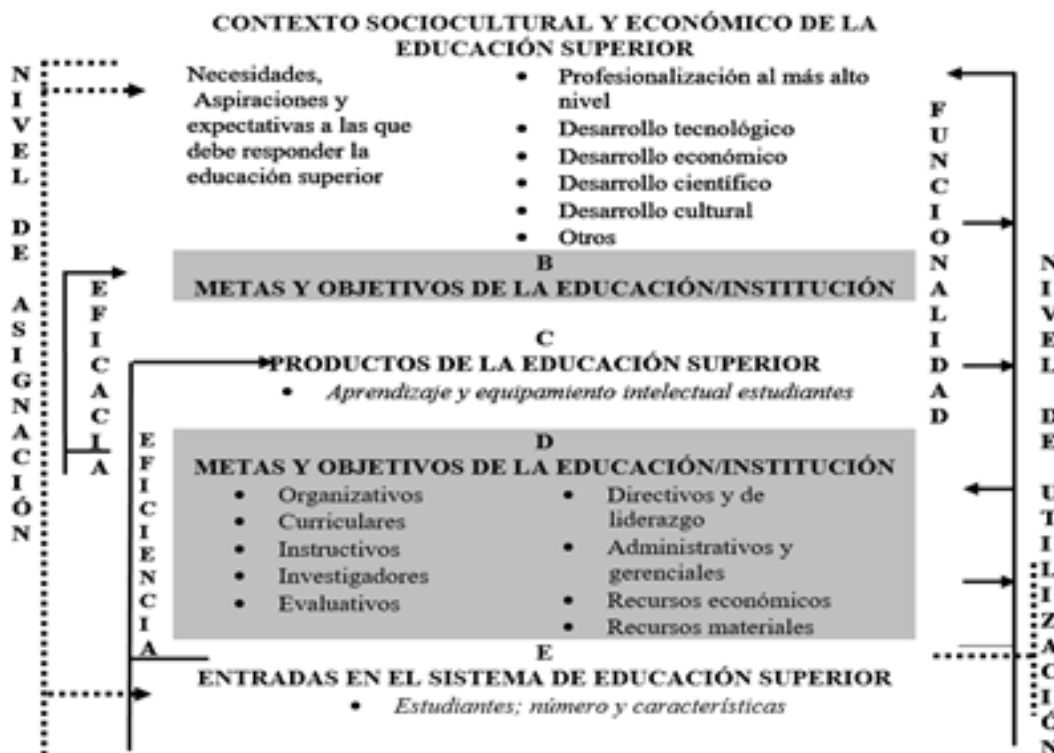 CONTEXTO SOCIOCULTURAL Y ECONÓMICO DE LA
EDUCACIÓN SUPERIOR
Necesidades,
Aspiraciones y
expectativas a las que
debe responder la
educación superior
• Profesionalización al más alto
nivel
• Desarrollo tecnológico
• Desarrollo económico
• Desarrollo científico
• Desarrollo cultural
• Otros
B
METAS Y OBJETIVOS DE LA EDUCACIÓN/INSTITUCIÓN
C
PRODUCTOS DE LA EDUCACIÓN SUPERIOR
• Aprendizaje y equipamiento intelectual estudiantes
D
METAS Y OBJETIVOS DE LA EDUCACIÓN/INSTITUCIÓN
• Organizativos
• Curriculares
• Instructivos
• Investigadores
• Evaluativos
• Directivos y de
liderazgo
• Administrativos y
gerenciales
• Recursos económicos
• Recursos materiales
E
ENTRADAS EN EL SISTEMA DE EDUCACIÓN SUPERIOR
• Estudiantes; número y características
NIVEL DE ASIGNACIÓN
EFICACIA
EFICIENCIA
FUNCIONALIDAD
NIVEL DE UTILIZACIÓN